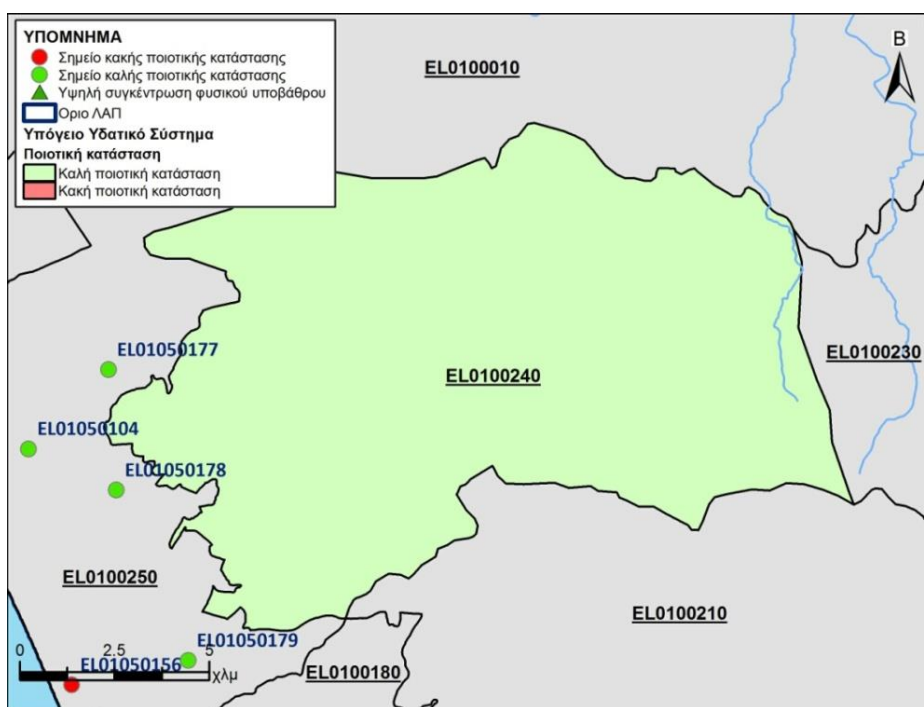 ΥΠΟΜΝΗΜΑ
Σημείο κακής ποιοτικής κατάστασης
Σημείο καλής ποιοτικής κατάστασης
Υψηλή συγκέντρωση φυσικού υποβάθρου
Οριο ΛΑΠ
Υπόγειο Υδατικό Σύστημα
Ποιοτική κατάσταση
Καλή ποιοτική κατάσταση
Κακή ποιοτική κατάσταση
Β
EL0100010
EL01050177
EL0100230
EL0100240
EL01050104
EL01050178
EL0100250
EL0100210
EL01050179
0 2.5 5
χλμ
EL01050156
EL0100180